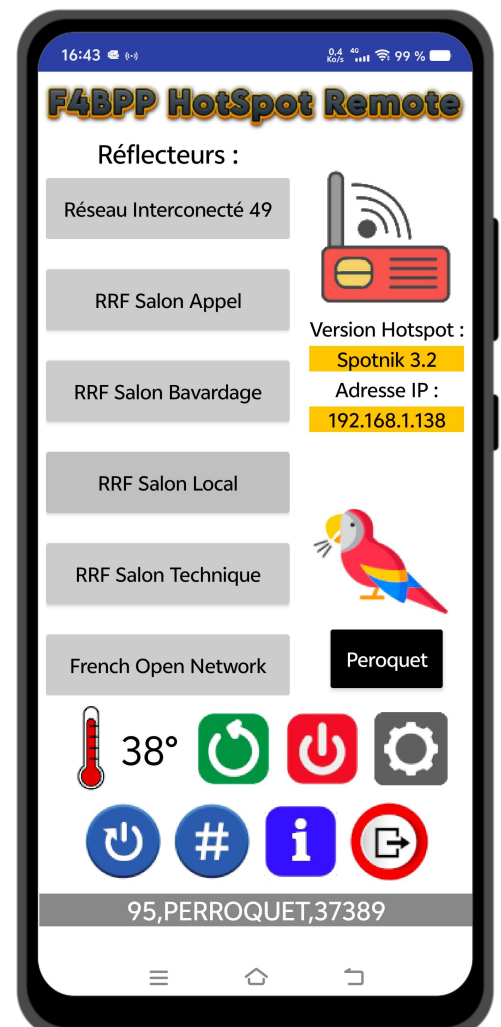 16:43
0,4 Ko/s 4G 99 %
F4BPP HotSpot Remote
Réflecteurs :
Réseau Interconecté 49
RRF Salon Appel
RRF Salon Bavardage
RRF Salon Local
RRF Salon Technique
French Open Network
Version Hotspot :
Spotnik 3.2
Adresse IP :
192.168.1.138
Peroquet
38°
#
i
95,PERROQUET,37389